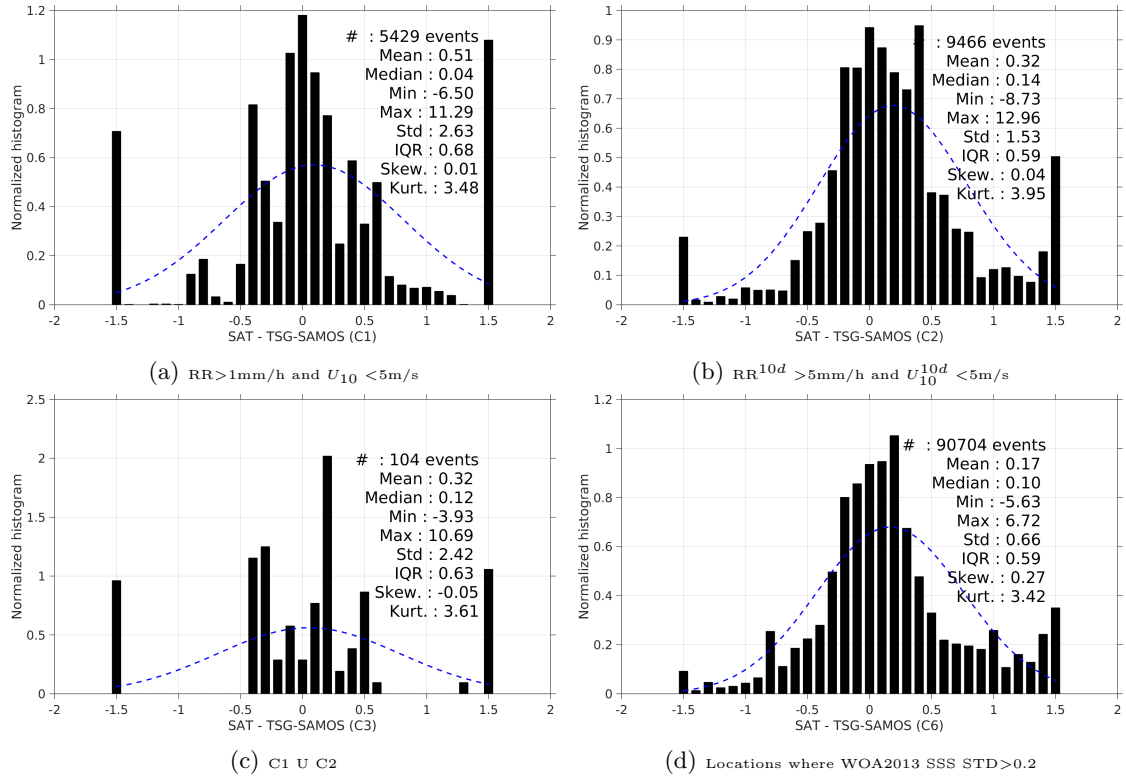 1.2
1
0.8
0.6
0.4
0.2
0
Normalized histogram
# : 5429 events
Mean : 0.51
Median : 0.04
Min : -6.50
Max : 11.29
Std : 2.63
IQR : 0.68
Skew. : 0.01
Kurt. : 3.48
-2 -1.5 -1 -0.5 0 0.5 1 1.5 2
SAT - TSG-SAMOS (C1)
(a) RR>1mm/h and U10 <5m/s
1
0.9
0.8
0.7
0.6
0.5
0.4
0.3
0.2
0.1
0
Normalized histogram
# : 9466 events
Mean : 0.32
Median : 0.14
Min : -8.73
Max : 12.96
Std : 1.53
IQR : 0.59
Skew. : 0.04
Kurt. : 3.95
-2 -1.5 -1 -0.5 0 0.5 1 1.5 2
SAT - TSG-SAMOS (C2)
(b) RR^10d >5mm/h and U_10^10d <5m/s
2.5
2
1.5
1
0.5
0
Normalized histogram
# : 104 events
Mean : 0.32
Median : 0.12
Min : -3.93
Max : 10.69
Std : 2.42
IQR : 0.63
Skew. : -0.05
Kurt. : 3.61
-2 -1.5 -1 -0.5 0 0.5 1 1.5 2
SAT - TSG-SAMOS (C3)
(c) C1 U C2
1.2
1
0.8
0.6
0.4
0.2
0
Normalized histogram
# : 90704 events
Mean : 0.17
Median : 0.10
Min : -5.63
Max : 6.72
Std : 0.66
IQR : 0.59
Skew. : 0.27
Kurt. : 3.42
-2 -1.5 -1 -0.5 0 0.5 1 1.5 2
SAT - TSG-SAMOS (C6)
(d) Locations where WOA2013 SSS STD>0.2